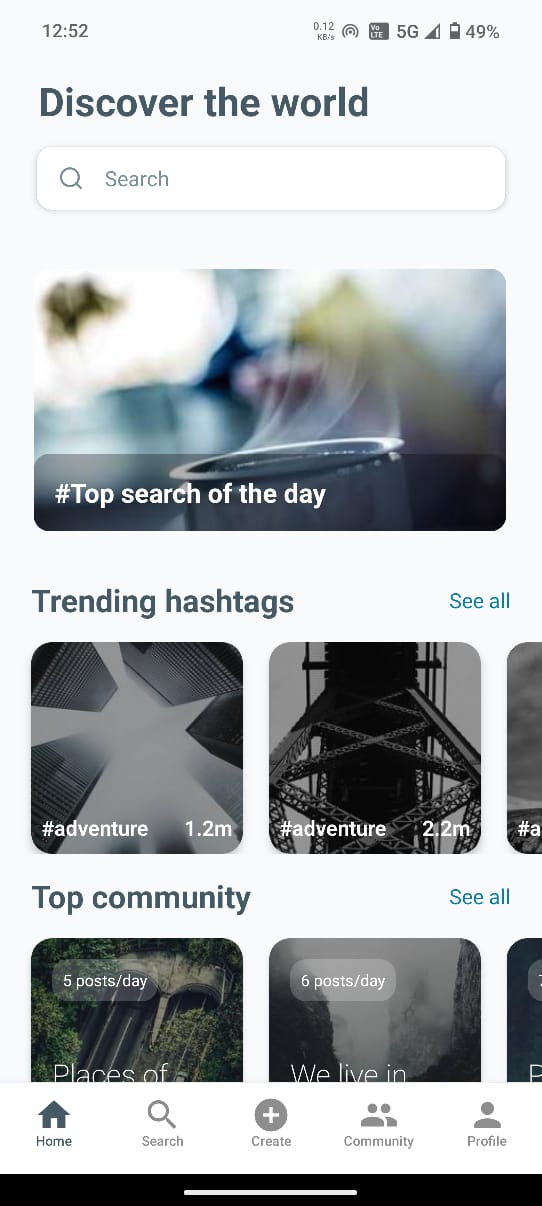 12:52
0.12
KB/s
Vo
LTE
5G
49%
Discover the world
Search
#Top search of the day
Trending hashtags See all
#adventure 1.2m #adventure 2.2m #a
Top community See all
5 posts/day 6 posts/day
Places of We live in
Home Search Create Community Profile